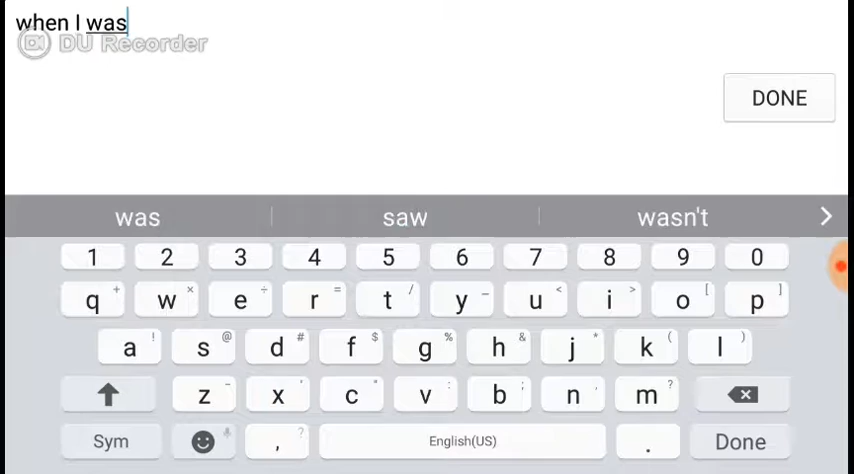 when I was
DU Recorder
DONE
was saw wasn't
1 2 3 4 5 6 7 8 9 0
q + w × e ÷ r = t / y _ u < i > o [ p ]
a ! s @ d # f $ g % h & j * k ( l )
z - x ' c " v : b ; n , m ?
Sym , ? English(US) . Done